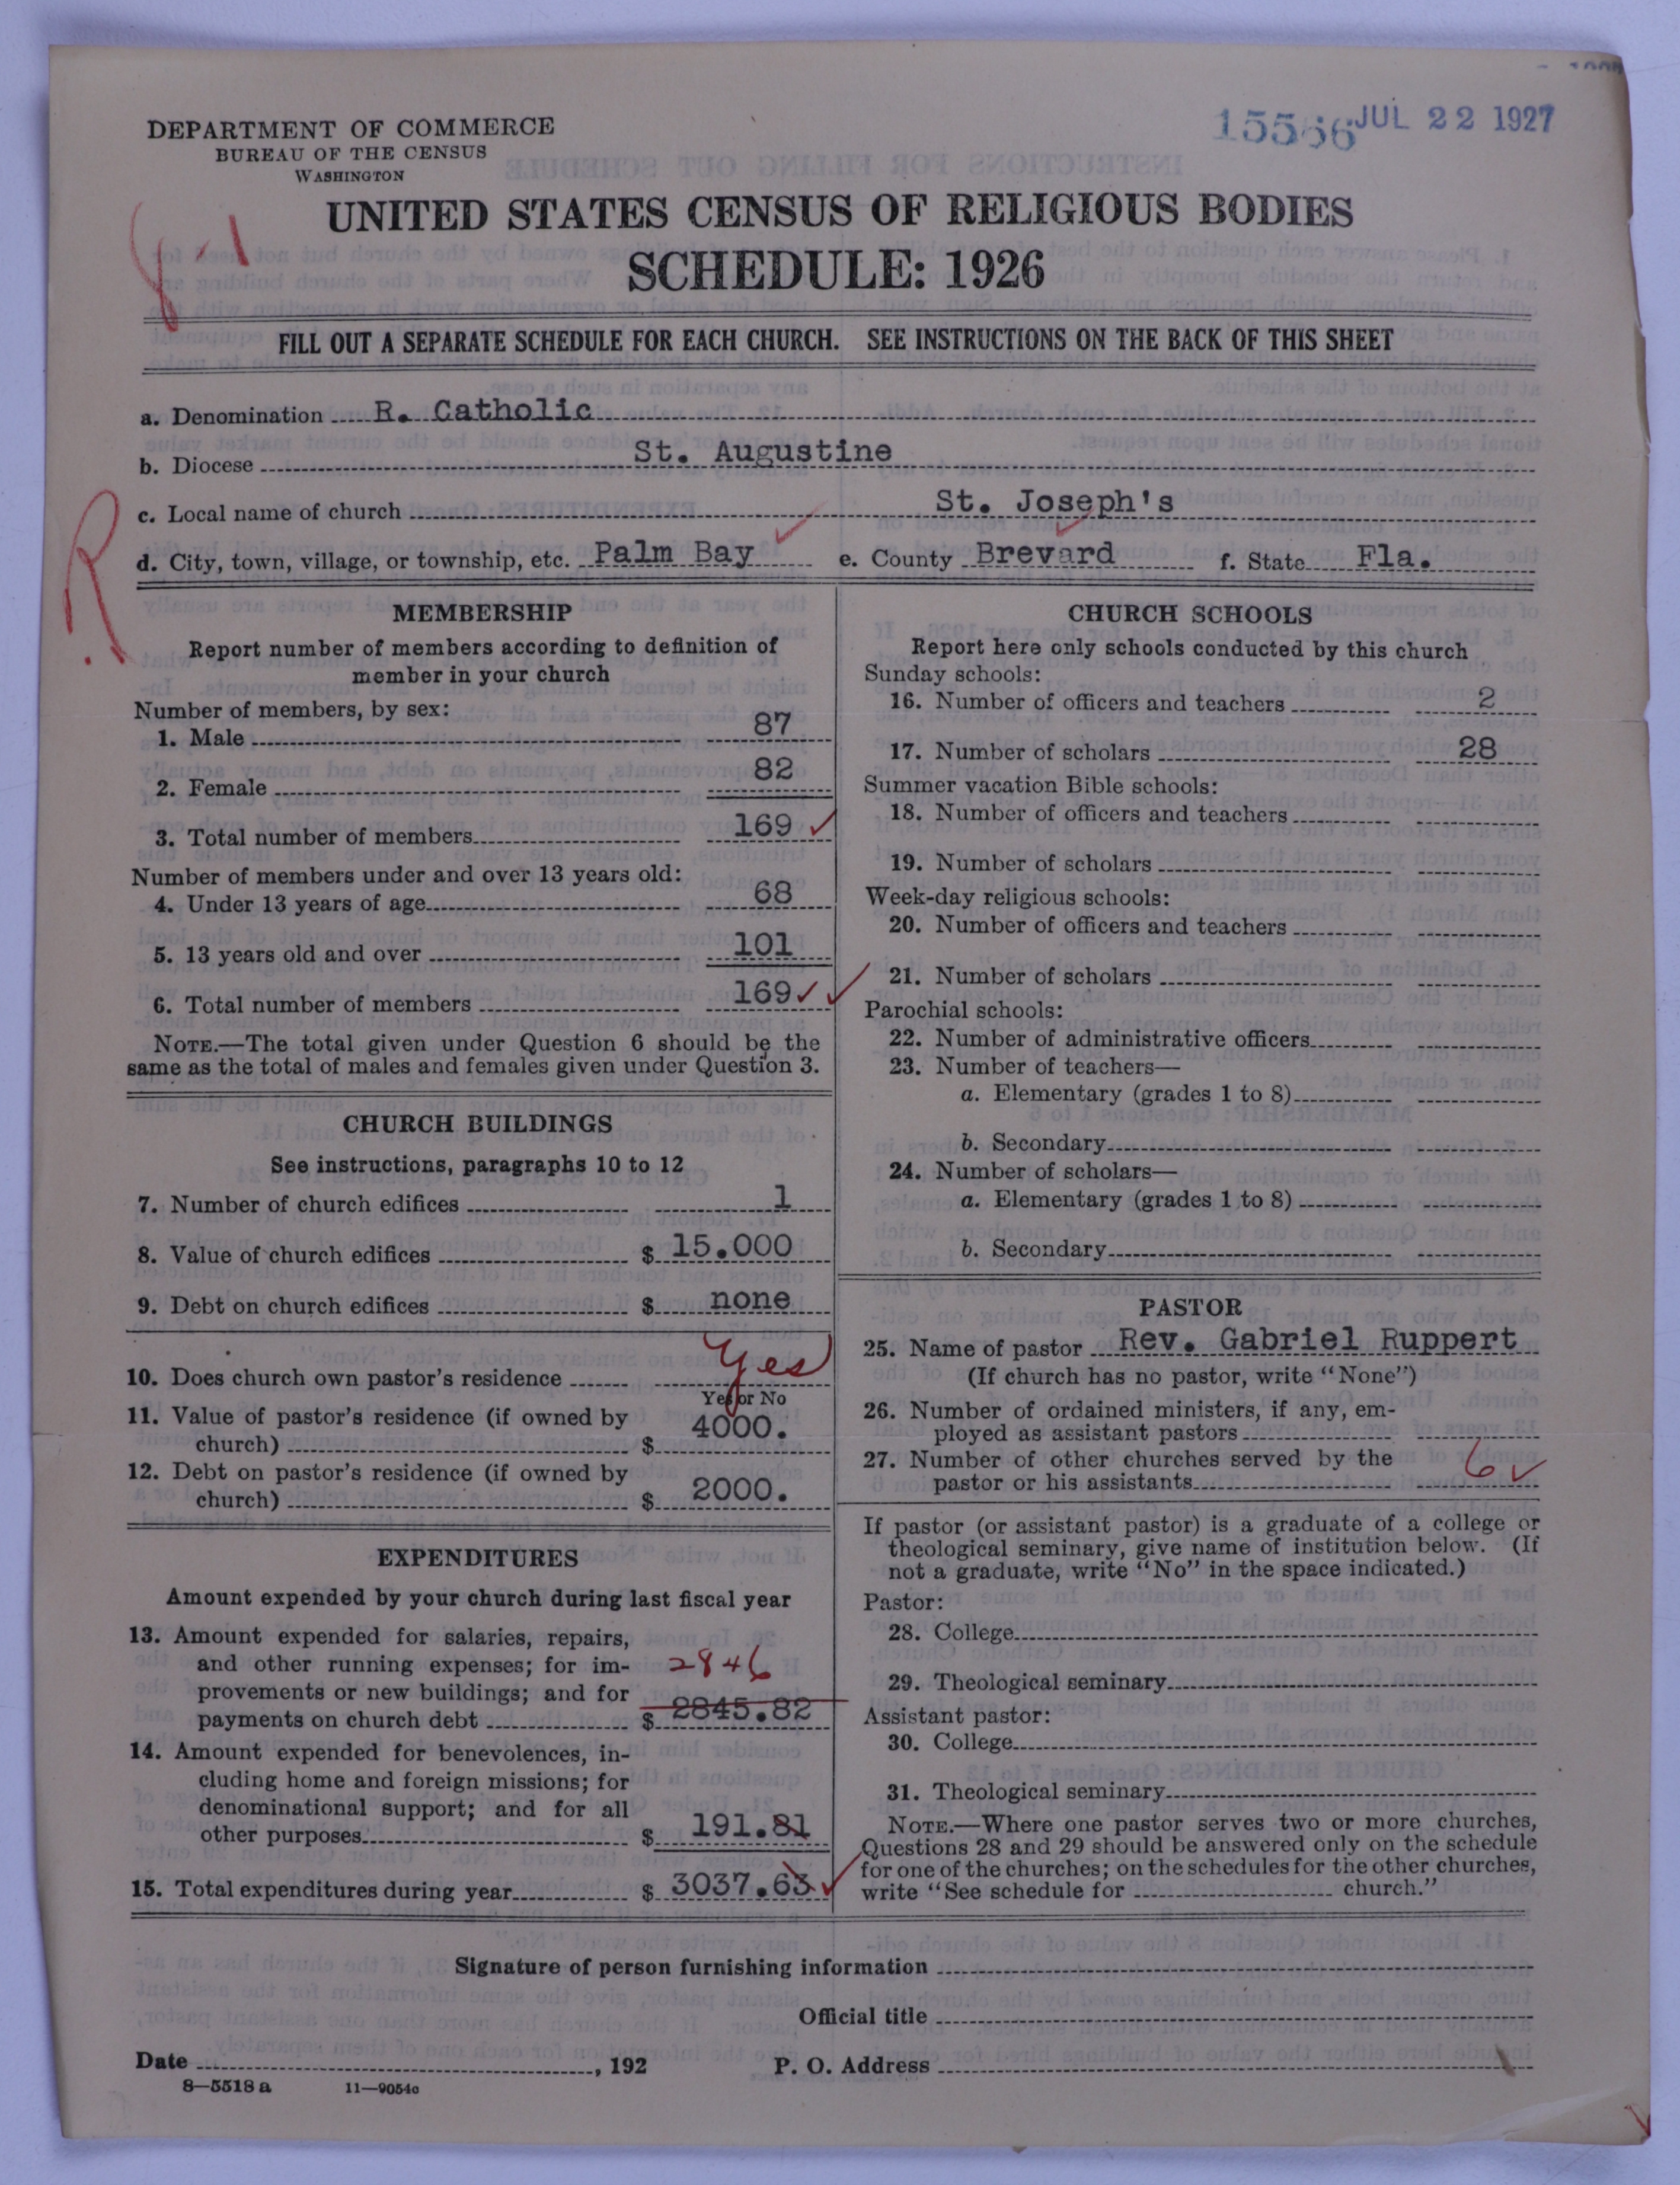 JUL 22 1927
DEPARTMENT OF COMMERCE
BUREAU OF THE CENSUS
WASHINGTON
UNITED STATES CENSUS OF RELIGIOUS BODIES
SCHEDULE: 1926
FILL OUT A SEPARATE SCHEDULE FOR EACH CHURCH. SEE INSTRUCTIONS ON THE BACK OF THIS SHEET
a. Denomination R. Catholic
b. Diocese St. Augustine
c. Local name of church St. Joseph's
R
d. City, town, village, or township, etc. Palm Bay e. County Brevard f. State Fla.
MEMBERSHIP
Report number of members according to definition of
member in your church
Number of members, by sex:
1. Male 87
2. Female 82
3. Total number of members 169 ✓
Number of members under and over 13 years old:
4. Under 13 years of age 68
5. 13 years old and over 101
6. Total number of members 169 ✓ ✓
NOTE.—The total given under Question 6 should be the
same as the total of males and females given under Question 3.
CHURCH BUILDINGS
See instructions, paragraphs 10 to 12
7. Number of church edifices 1
8. Value of church edifices $ 15.000
9. Debt on church edifices $ none
10. Does church own pastor's residence Yes
Yes or No
11. Value of pastor's residence (if owned by
church) $ 4000.
12. Debt on pastor's residence (if owned by
church) $ 2000.
EXPENDITURES
Amount expended by your church during last fiscal year
13. Amount expended for salaries, repairs,
and other running expenses; for im- 2846
provements or new buildings; and for
payments on church debt $ 2845.82
14. Amount expended for benevolences, in-
cluding home and foreign missions; for
denominational support; and for all
other purposes $ 191.81
15. Total expenditures during year $ 3037.63 ✓
CHURCH SCHOOLS
Report here only schools conducted by this church
Sunday schools:
16. Number of officers and teachers 2
17. Number of scholars 28
Summer vacation Bible schools:
18. Number of officers and teachers
19. Number of scholars
Week-day religious schools:
20. Number of officers and teachers
21. Number of scholars
Parochial schools:
22. Number of administrative officers
23. Number of teachers—
a. Elementary (grades 1 to 8)
b. Secondary
24. Number of scholars—
a. Elementary (grades 1 to 8)
b. Secondary
PASTOR
25. Name of pastor Rev. Gabriel Ruppert
(If church has no pastor, write "None")
26. Number of ordained ministers, if any, em-
ployed as assistant pastors
27. Number of other churches served by the
pastor or his assistants 6 ✓
If pastor (or assistant pastor) is a graduate of a college or
theological seminary, give name of institution below. (If
not a graduate, write "No" in the space indicated.)
Pastor:
28. College
29. Theological seminary
Assistant pastor:
30. College
31. Theological seminary
NOTE.—Where one pastor serves two or more churches,
Questions 28 and 29 should be answered only on the schedule
for one of the churches; on the schedules for the other churches,
write "See schedule for church."
Signature of person furnishing information
Official title
Date , 192 P. O. Address
8—5518 a 11—9054c